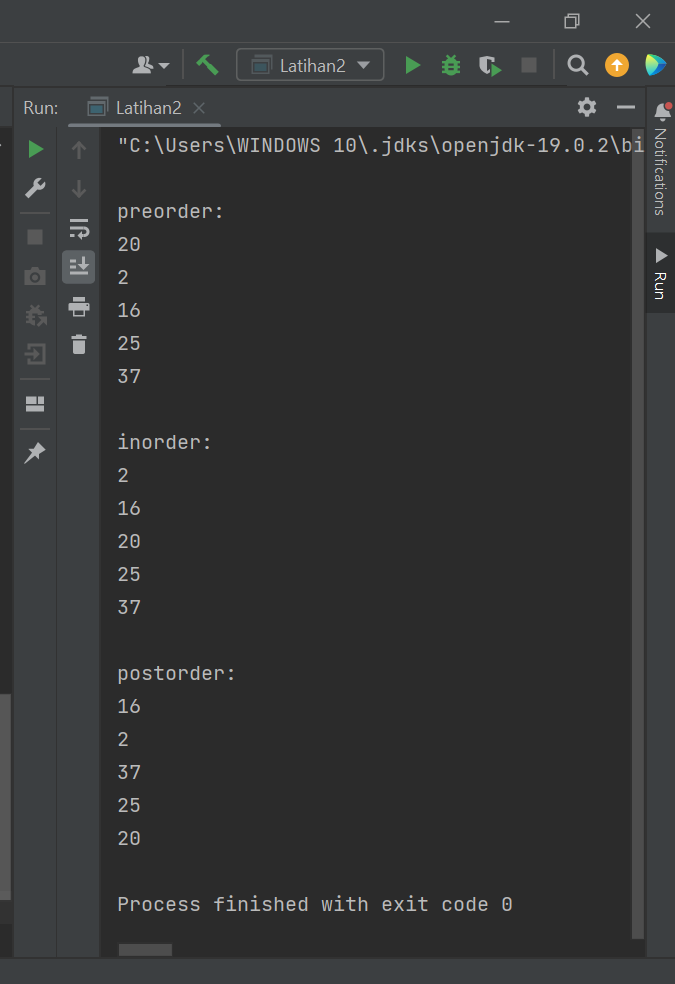 Latihan2
Run: Latihan2
"C:\Users\WINDOWS 10\.jdks\openjdk-19.0.2\bi
preorder:
20
2
16
25
37
inorder:
2
16
20
25
37
postorder:
16
2
37
25
20
Process finished with exit code 0
Notifications
Run